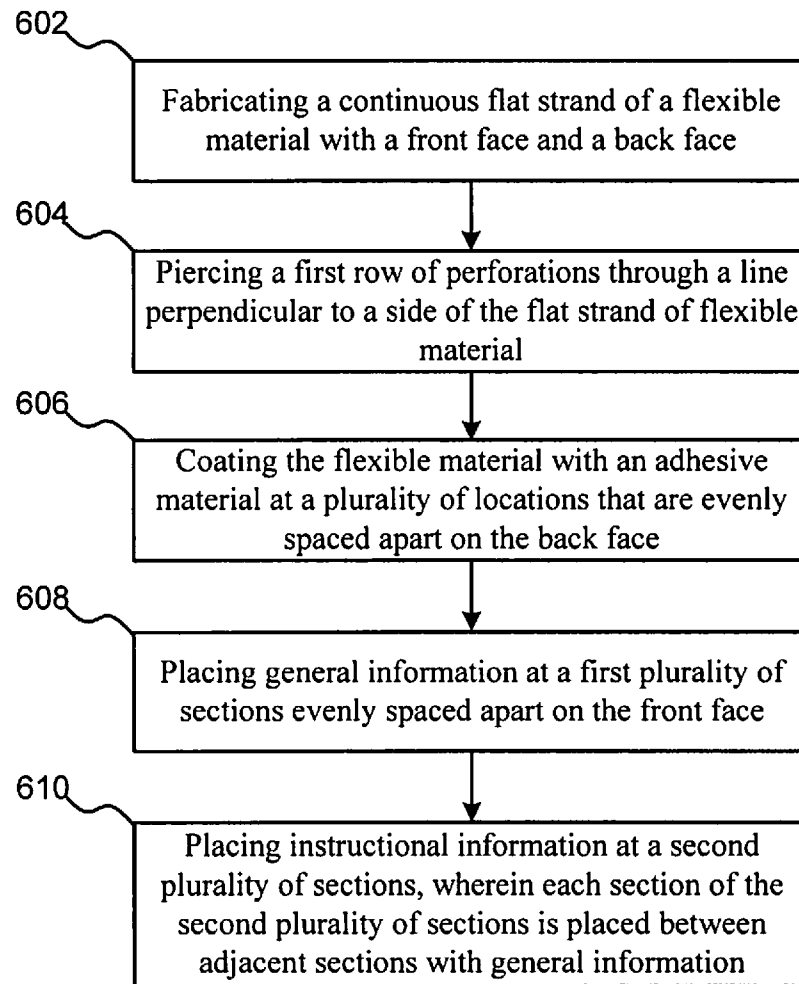 602
Fabricating a continuous flat strand of a flexible
material with a front face and a back face
604
Piercing a first row of perforations through a line
perpendicular to a side of the flat strand of flexible
material
606
Coating the flexible material with an adhesive
material at a plurality of locations that are evenly
spaced apart on the back face
608
Placing general information at a first plurality of
sections evenly spaced apart on the front face
610
Placing instructional information at a second
plurality of sections, wherein each section of the
second plurality of sections is placed between
adjacent sections with general information